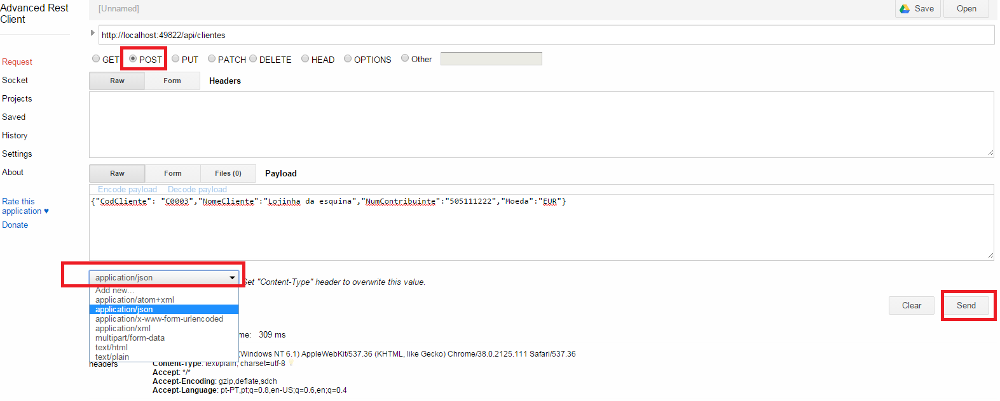 Advanced Rest
Client
[Unnamed]
Save
Open
http://localhost:49822/api/clientes
GET POST PUT PATCH DELETE HEAD OPTIONS Other
Request
Socket
Projects
Saved
History
Settings
About
Rate this
application ♥
Donate
Raw Form Headers
Raw Form Files (0) Payload
Encode payload Decode payload
{"CodCliente": "C0003","NomeCliente":"Lojinha da esquina","NumContribuinte":"505111222","Moeda":"EUR"}
application/json
Set "Content-Type" header to overwrite this value.
Add new...
application/atom+xml
application/json
application/x-www-form-urlencoded
application/xml
multipart/form-data
text/html
text/plain
Clear
Send
me: 309 ms
(Windows NT 6.1) AppleWebKit/537.36 (KHTML, like Gecko) Chrome/38.0.2125.111 Safari/537.36
headers
Content-Type: text/plain; charset=utf-8
Accept: */*
Accept-Encoding: gzip,deflate,sdch
Accept-Language: pt-PT,pt;q=0.8,en-US;q=0.6,en;q=0.4